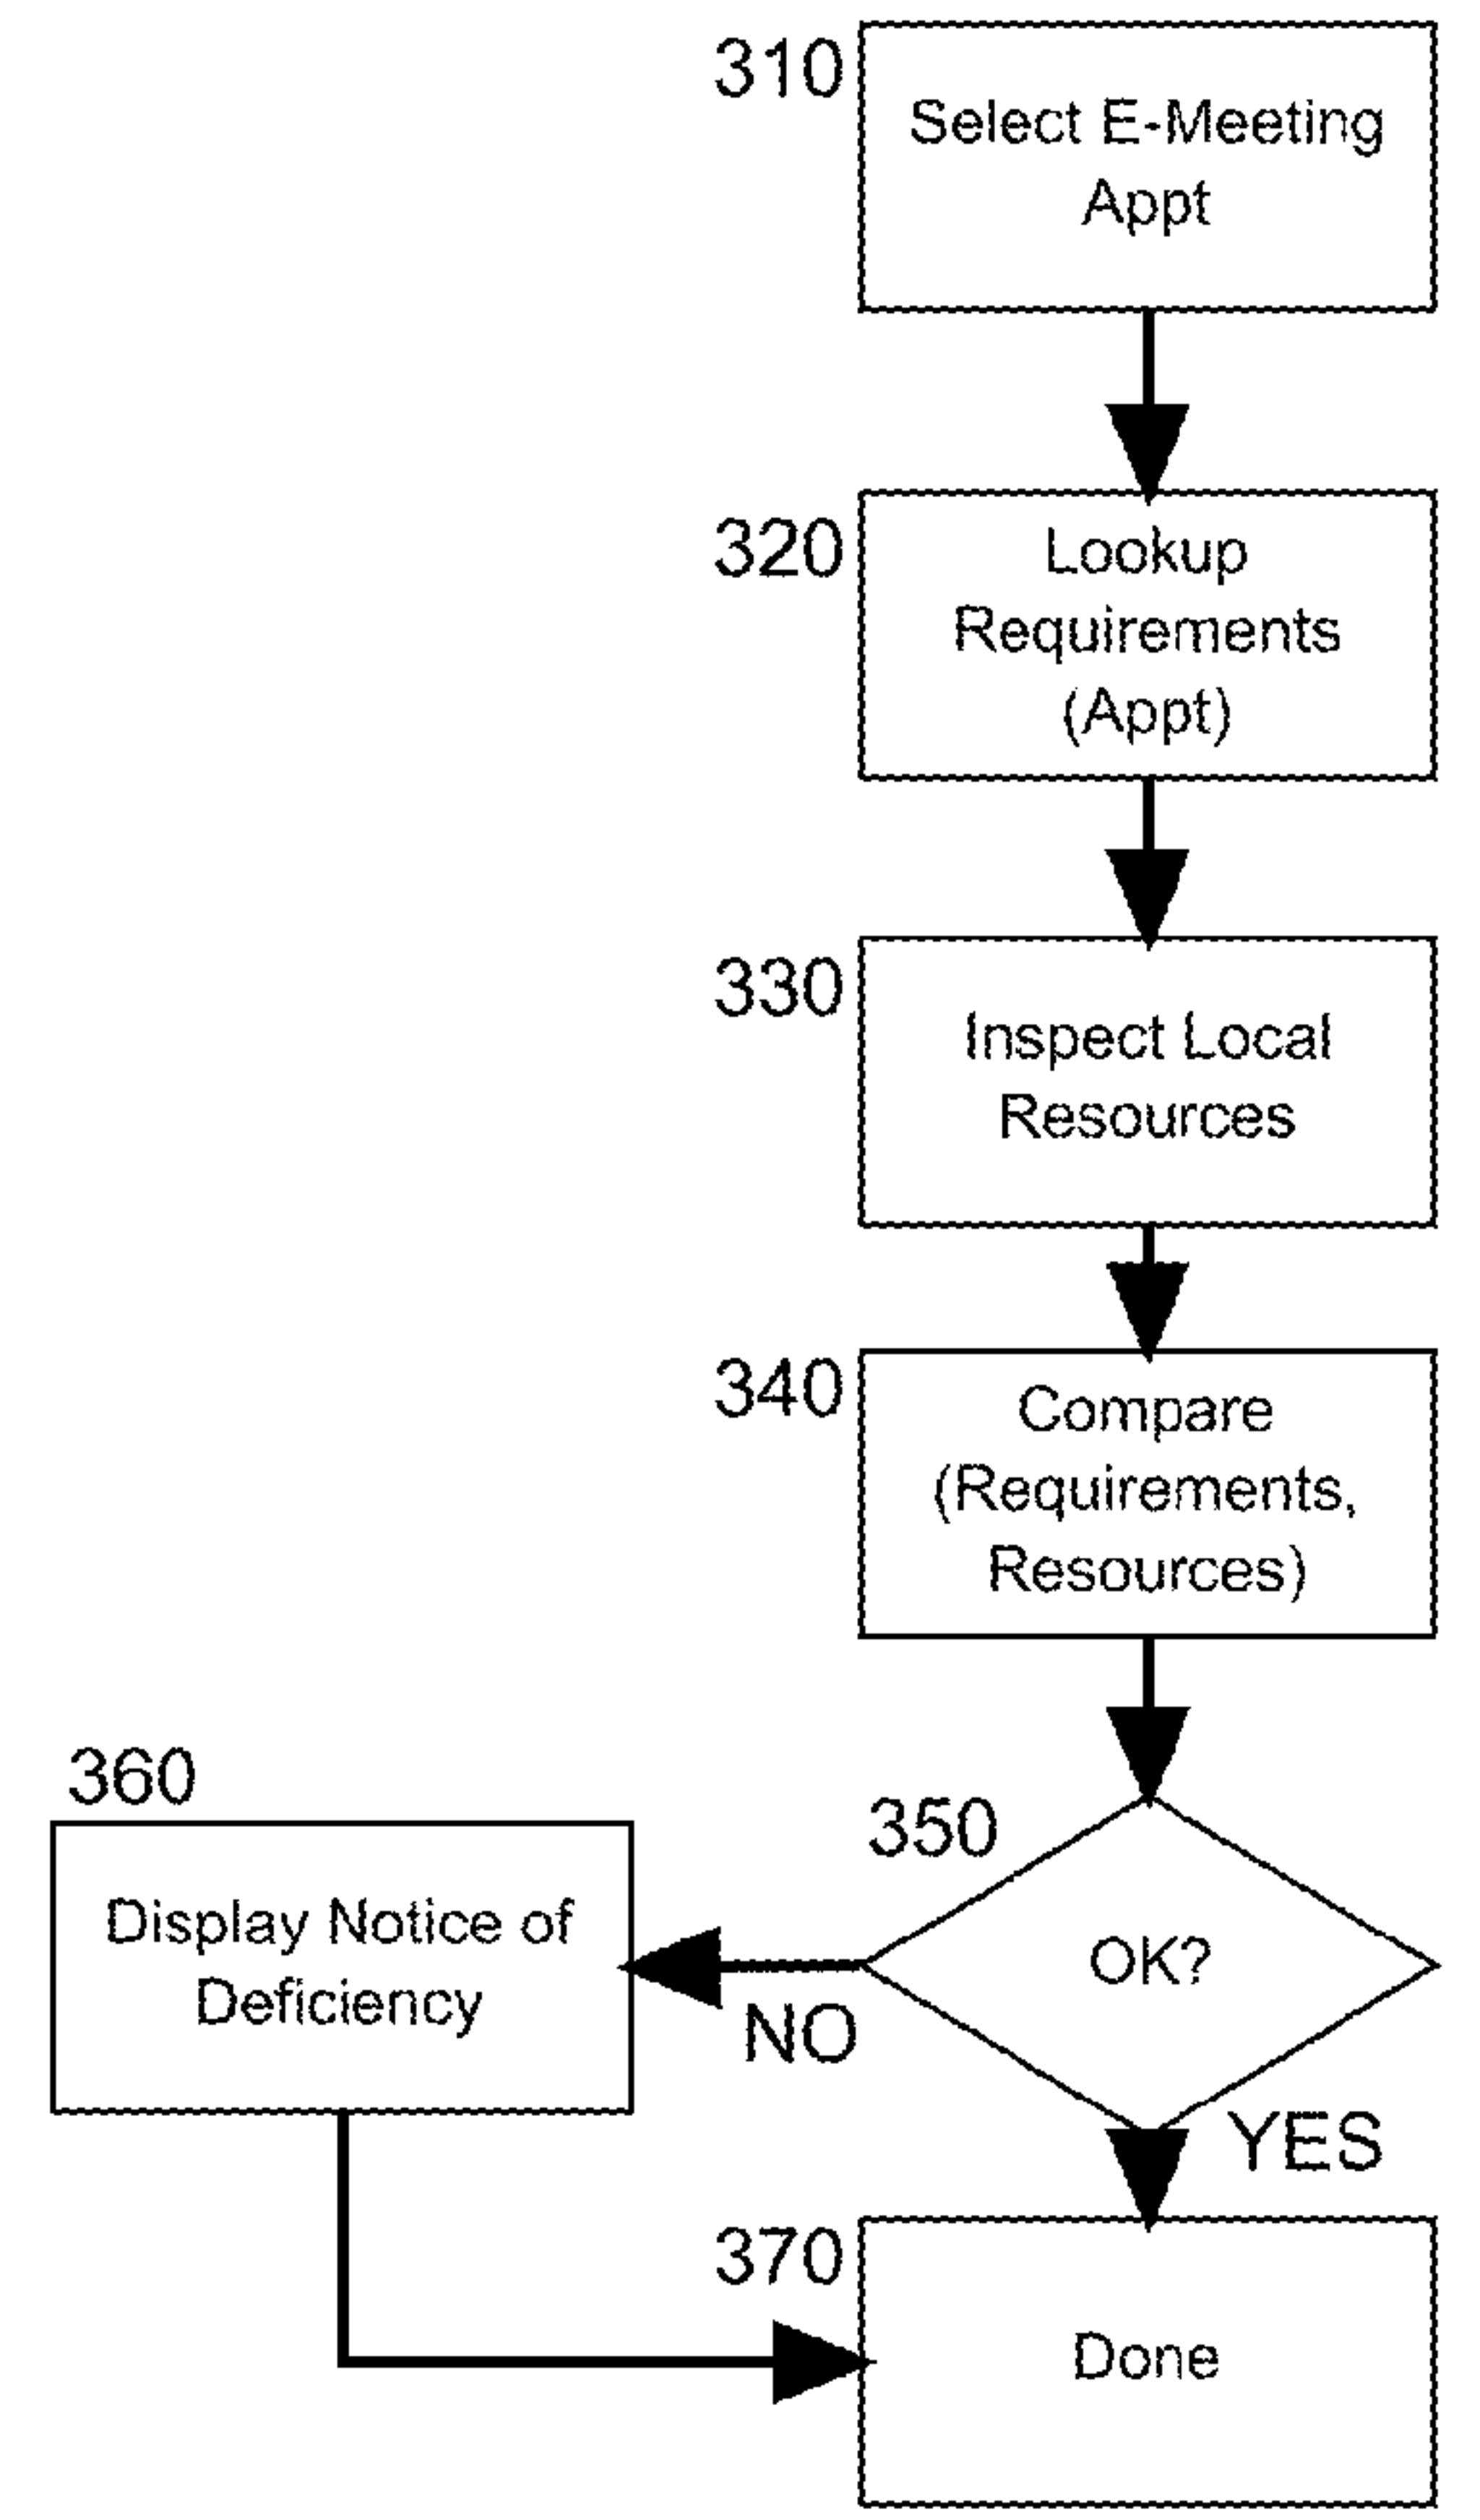 310
Select E-Meeting
Appt
320
Lookup
Requirements
(Appt)
330
Inspect Local
Resources
340
Compare
(Requirements,
Resources)
350
OK?
NO
YES
360
Display Notice of
Deficiency
370
Done